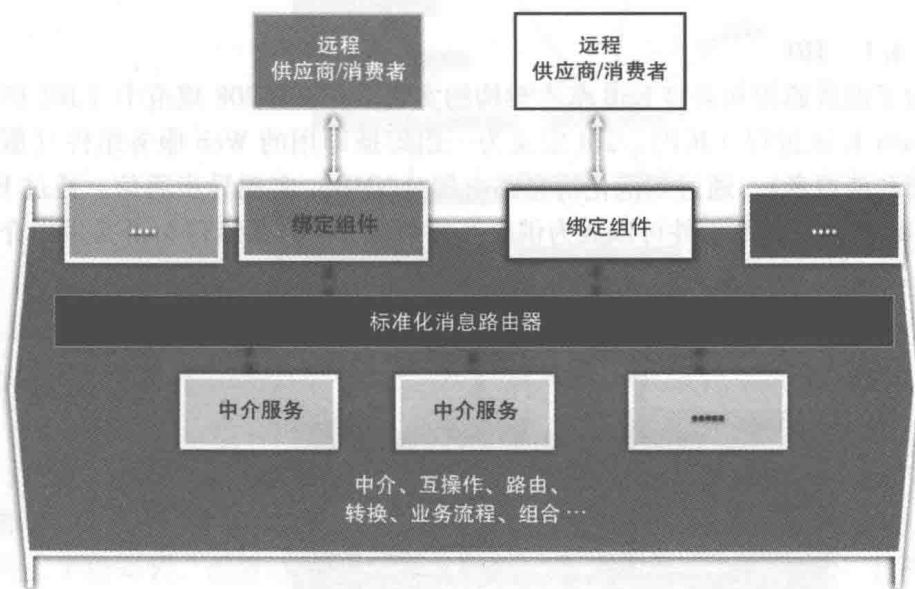 远程
供应商/消费者
远程
供应商/消费者
....
绑定组件
绑定组件
....
标准化消息路由器
中介服务
中介服务
.....
中介、互操作、路由、
转换、业务流程、组合…